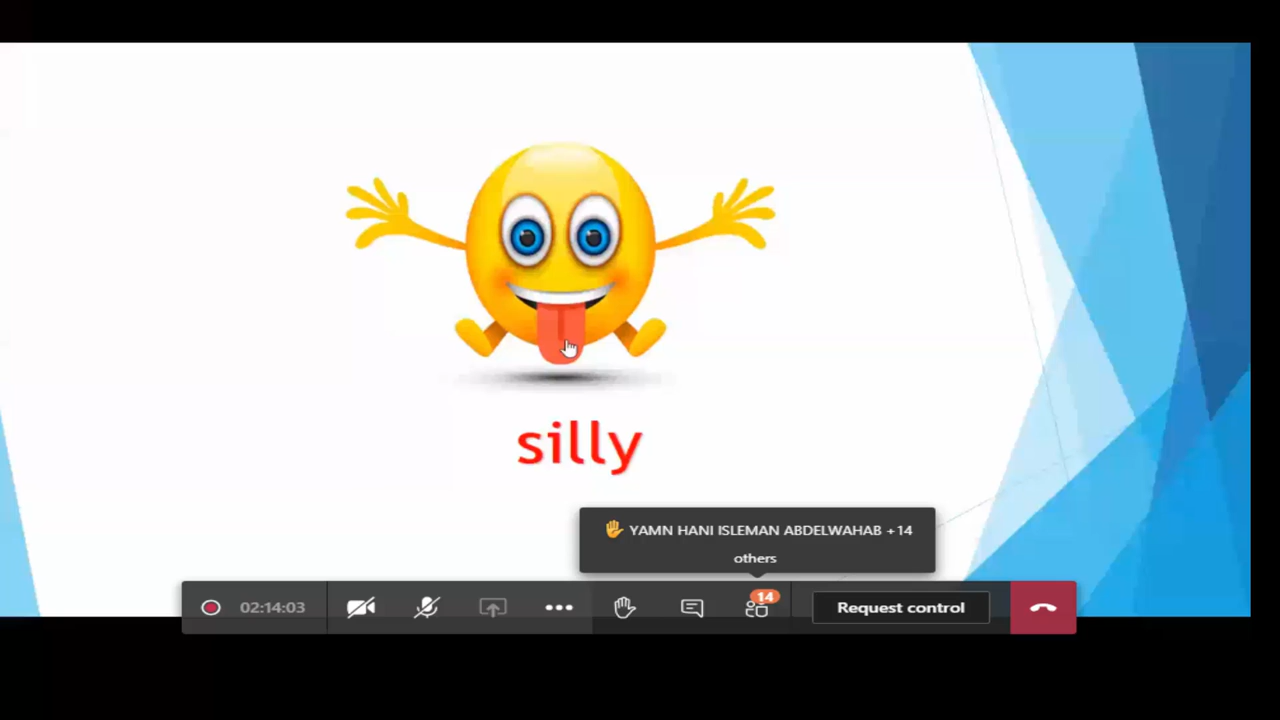 silly
YAMN HANI ISLEMAN ABDELWAHAB +14
others
02:14:03
14
Request control